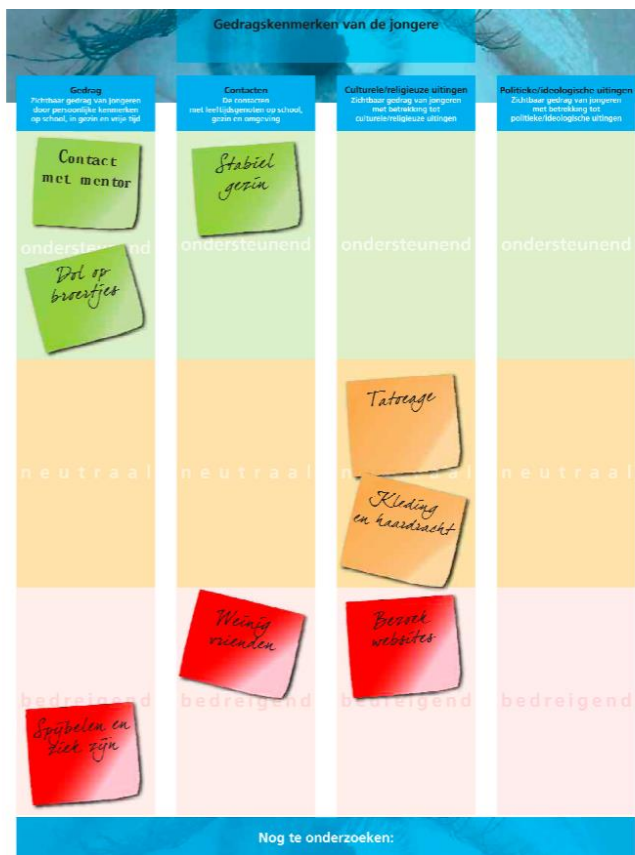 Gedragskenmerken van de jongere
Gedrag
Zichtbaar gedrag van jongeren
door persoonlijke kenmerken
op school, in gezin en vrije tijd
Contacten
De contacten
met leeftijdsgenoten op school,
gezin en omgeving
Culturele/religieuze uitingen
Zichtbaar gedrag van jongeren
met betrekking tot
culturele/religieuze uitingen
Politieke/ideologische uitingen
Zichtbaar gedrag van jongeren
met betrekking tot
politieke/ideologische uitingen
Contact
met mentor
Stabiel
gezin
ondersteunend
ondersteunend
ondersteunend
ondersteunend
Dol op
broertjes
Tatoeage
neutraal
neutraal
neutraal
neutraal
Kleding
en haardracht
Weinig
vrienden
Bezoek
websites
bedreigend
bedreigend
bedreigend
bedreigend
Spijbelen en
ziek zijn
Nog te onderzoeken: